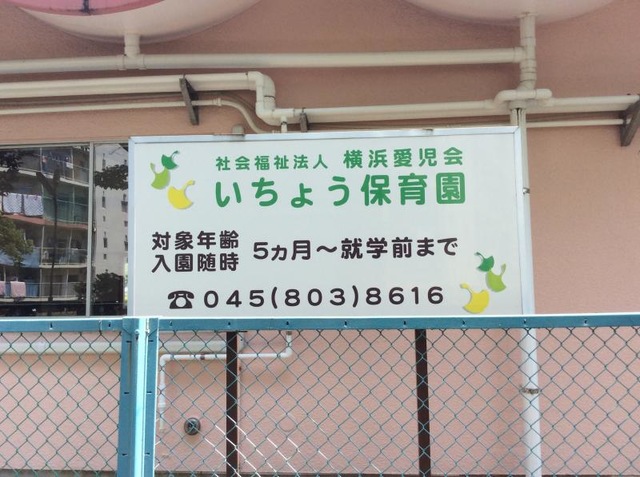 社会福祉法人 横浜愛児会
いちょう保育園
対象年齢
入園随時
5ヵ月～就学前まで
☎045(803)8616